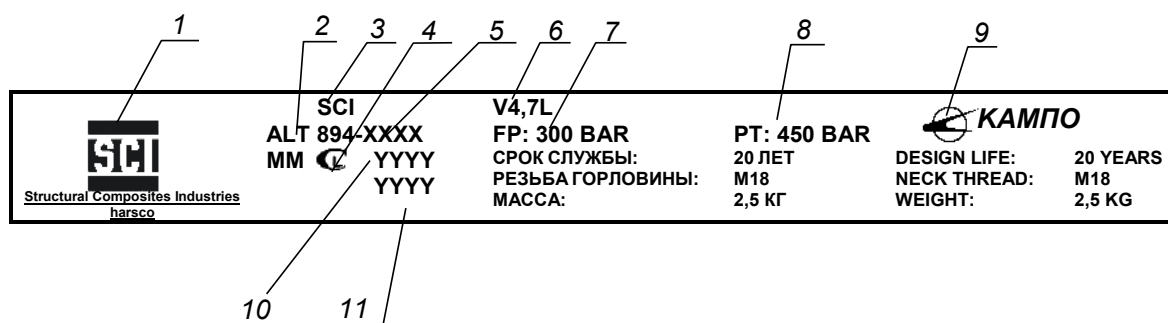 1 2 3 4 5 6 7 8 9
SCI V4,7L
ALT 894-XXXX FP: 300 BAR PT: 450 BAR КАМПО
SCI MM YYYY СРОК СЛУЖБЫ: 20 ЛЕТ DESIGN LIFE: 20 YEARS
YYYY РЕЗЬБА ГОРЛОВИНЫ: М18 NECK THREAD: M18
Structural Composites Industries МАССА: 2,5 КГ WEIGHT: 2,5 KG
harsco
10 11